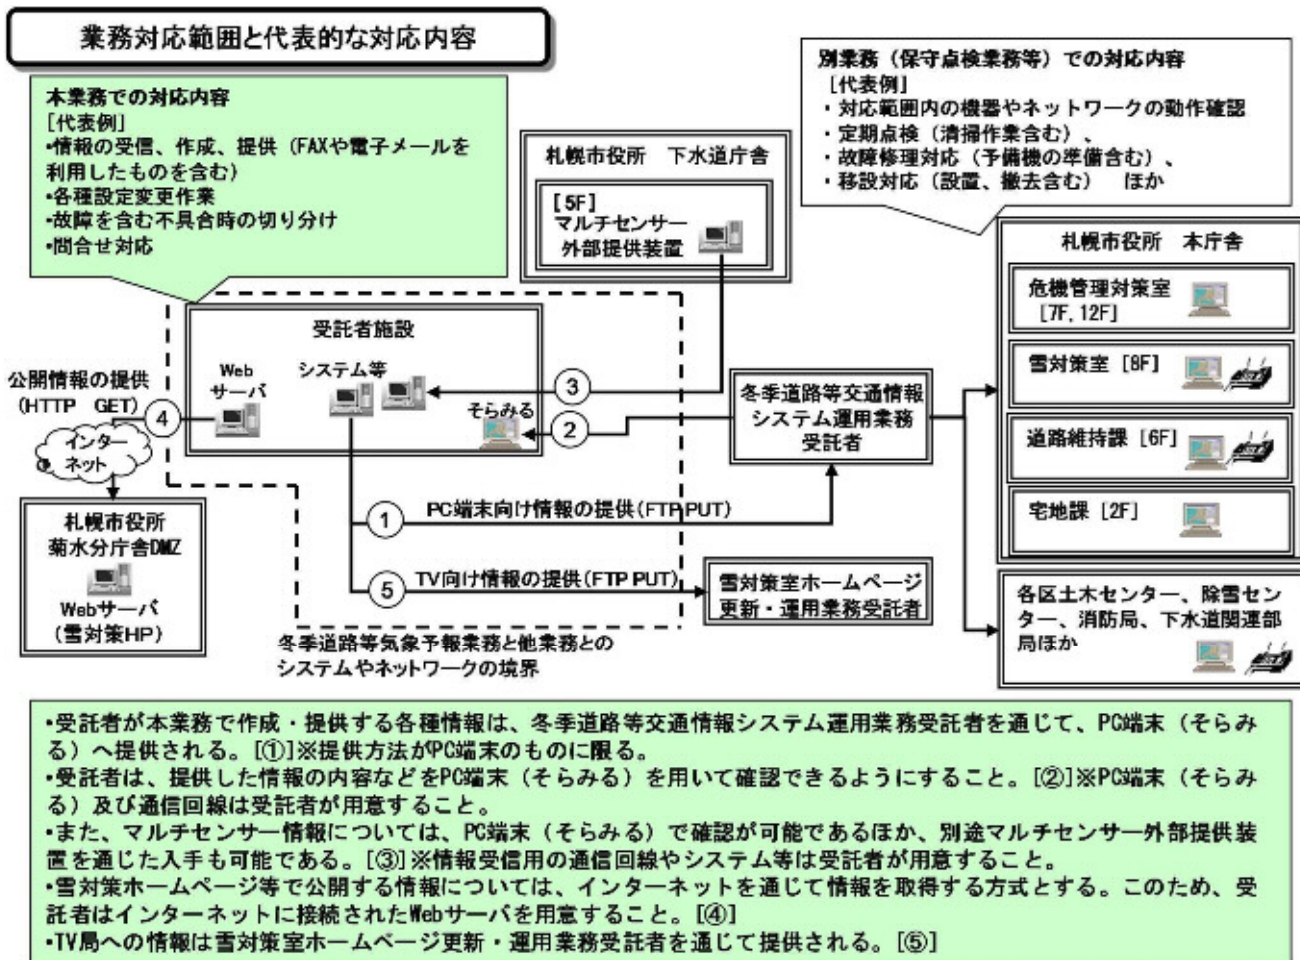 業務対応範囲と代表的な対応内容
本業務での対応内容
[代表例]
・情報の受信、作成、提供（FAXや電子メールを
利用したものを含む）
・各種設定変更作業
・故障を含む不具合時の切り分け
・問合せ対応
札幌市役所　下水道庁舎
[5F]
マルチセンサー
外部提供装置
別業務（保守点検業務等）での対応内容
[代表例]
・対応範囲内の機器やネットワークの動作確認
・定期点検（清掃作業含む）、
・故障修理対応（予備機の準備含む）、
・移設対応（設置、撤去含む）　ほか
札幌市役所　本庁舎
危機管理対策室
[7F,12F]
雪対策室 [8F]
道路維持課 [6F]
宅地課 [2F]
受託者施設
Web
サーバ
システム等
そらみる
③
②
公開情報の提供
(HTTP　GET)
④
インター
ネット
冬季道路等交通情報
システム運用業務
受託者
① PC端末向け情報の提供(FTP PUT)
⑤ TV向け情報の提供(FTP PUT)
札幌市役所
菊水分庁舎DMZ
Webサーバ
(雪対策HP)
雪対策室ホームページ
更新・運用業務受託者
各区土木センター、除雪セン
ター、消防局、下水道関連部
局ほか
冬季道路等気象予報業務と他業務との
システムやネットワークの境界
・受託者が本業務で作成・提供する各種情報は、冬季道路等交通情報システム運用業務受託者を通じて、PC端末（そらみ
る）へ提供される。[①]※提供方法がPC端末のものに限る。
・受託者は、提供した情報の内容などをPC端末（そらみる）を用いて確認できるようにすること。[②]※PC端末（そらみ
る）及び通信回線は受託者が用意すること。
・また、マルチセンサー情報については、PC端末（そらみる）で確認が可能であるほか、別途マルチセンサー外部提供装
置を通じた入手も可能である。[③]※情報受信用の通信回線やシステム等は受託者が用意すること。
・雪対策ホームページ等で公開する情報については、インターネットを通じて情報を取得する方式とする。このため、受
託者はインターネットに接続されたWebサーバを用意すること。[④]
・TV局への情報は雪対策室ホームページ更新・運用業務受託者を通じて提供される。[⑤]